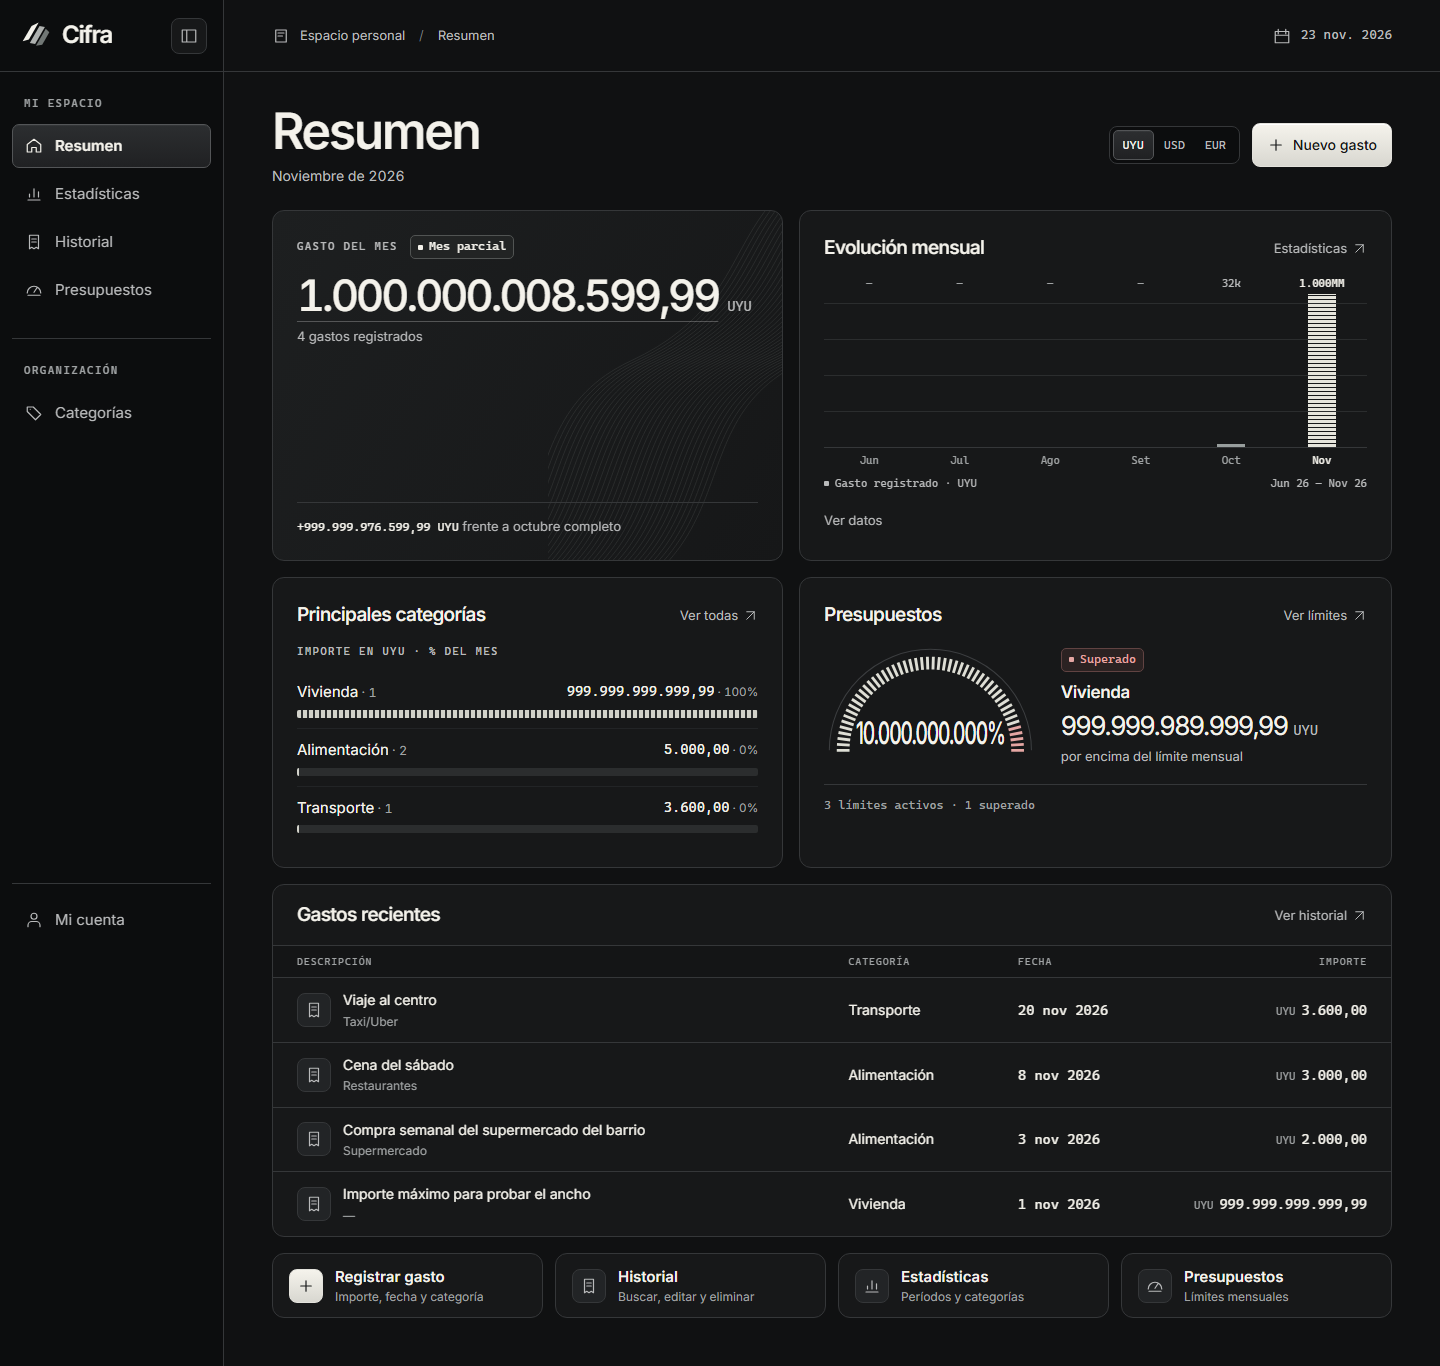 Cifra
Espacio personal / Resumen
23 nov. 2026
MI ESPACIO
Resumen
Estadísticas
Historial
Presupuestos
ORGANIZACIÓN
Categorías
Mi cuenta
Resumen
Noviembre de 2026
UYU USD EUR
Nuevo gasto
GASTO DEL MES Mes parcial
1.000.000.008.599,99 UYU
4 gastos registrados
+999.999.976.599,99 UYU frente a octubre completo
Evolución mensual
Estadísticas
– – – – 32k 1.000MM
Jun Jul Ago Set Oct Nov
Gasto registrado · UYU
Jun 26 – Nov 26
Ver datos
Principales categorías
Ver todas
IMPORTE EN UYU · % DEL MES
Vivienda · 1 999.999.999.999,99 · 100%
Alimentación · 2 5.000,00 · 0%
Transporte · 1 3.600,00 · 0%
Presupuestos
Ver límites
10.000.000.000%
Superado
Vivienda
999.999.989.999,99 UYU
por encima del límite mensual
3 límites activos · 1 superado
Gastos recientes
Ver historial
DESCRIPCIÓN CATEGORÍA FECHA IMPORTE
Viaje al centro
Taxi/Uber
Transporte 20 nov 2026 UYU 3.600,00
Cena del sábado
Restaurantes
Alimentación 8 nov 2026 UYU 3.000,00
Compra semanal del supermercado del barrio
Supermercado
Alimentación 3 nov 2026 UYU 2.000,00
Importe máximo para probar el ancho
—
Vivienda 1 nov 2026 UYU 999.999.999.999,99
Registrar gasto
Importe, fecha y categoría
Historial
Buscar, editar y eliminar
Estadísticas
Períodos y categorías
Presupuestos
Límites mensuales